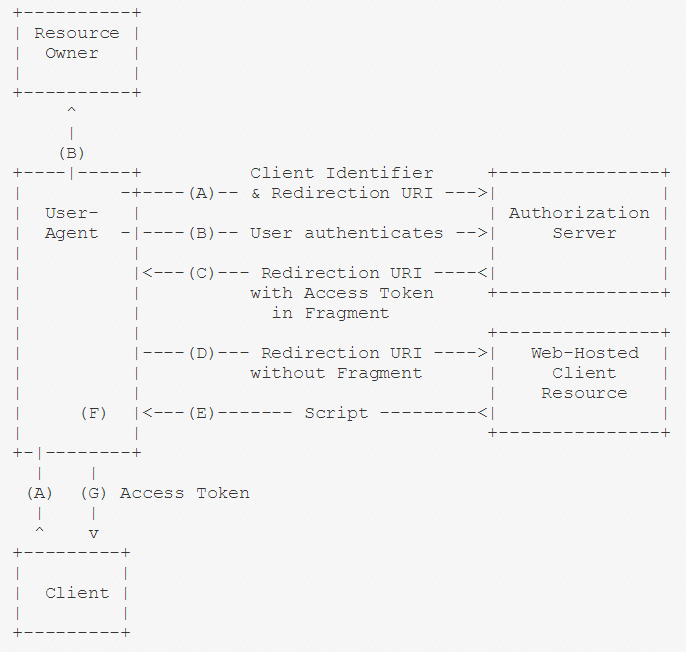 +----------+
| Resource |
|  Owner   |
|          |
+----------+
     ^
     |
    (B)
+----|-----+          Client Identifier     +---------------+
|         -+----(A)-- & Redirection URI --->|               |
|  User-   |                                | Authorization |
|  Agent  -|----(B)-- User authenticates -->|     Server    |
|          |                                |               |
|          |<---(C)--- Redirection URI ----<|               |
|          |          with Access Token     +---------------+
|          |            in Fragment
|          |                                +---------------+
|          |----(D)--- Redirection URI ---->|   Web-Hosted  |
|          |          without Fragment      |     Client    |
|          |                                |    Resource   |
|     (F)  |<---(E)------- Script ---------<|               |
|          |                                +---------------+
+-|--------+
  |    |
 (A)  (G) Access Token
  |    |
  ^    v
+---------+
|         |
|  Client |
|         |
+---------+